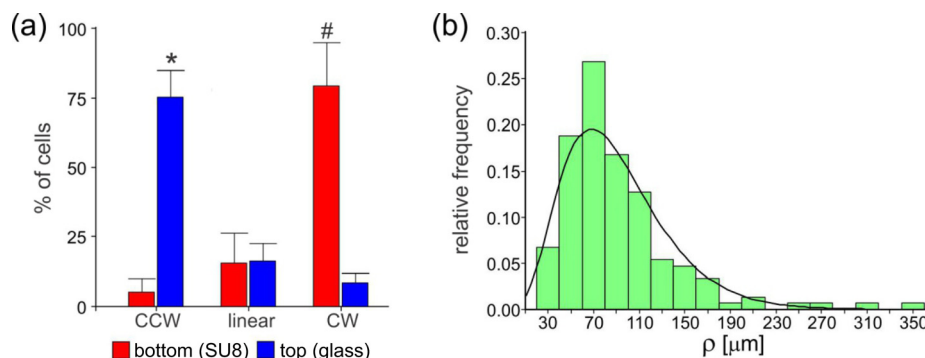 (a)
100
75
50
25
0
% of cells
*
#
CCW linear CW
bottom (SU8) top (glass)
(b)
0.30
0.25
0.20
0.15
0.10
0.05
0.00
relative frequency
30 70 110 150 190 230 270 310 350
ρ [µm]